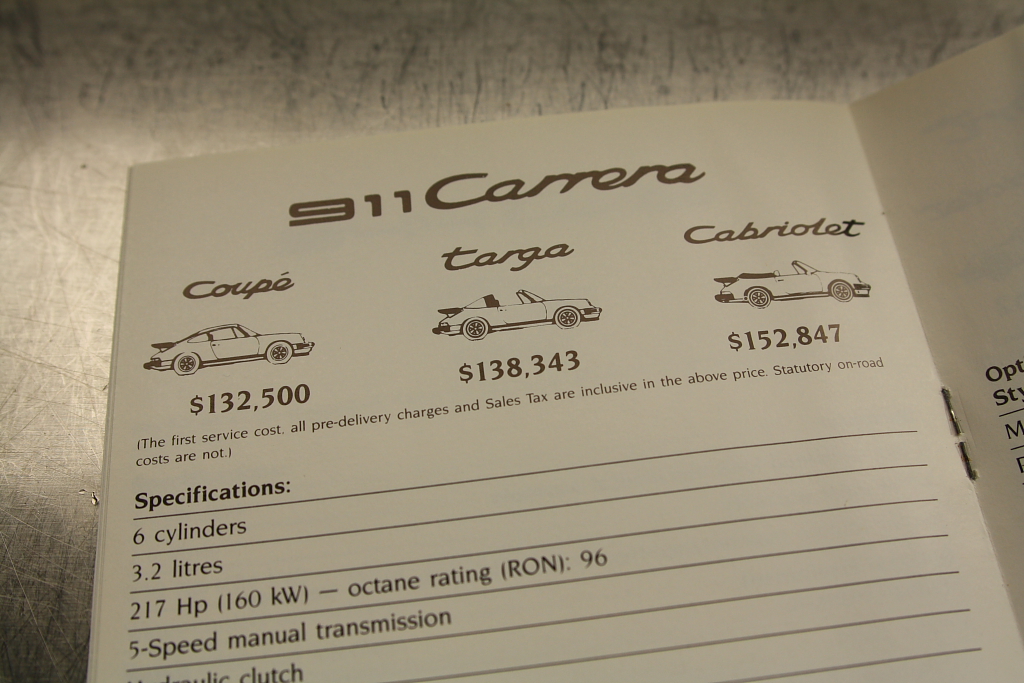 911 Carrera
Coupé
targa
Cabriolet
$132,500
$138,343
$152,847
(The first service cost, all pre-delivery charges and Sales Tax are inclusive in the above price. Statutory on-road
costs are not.)
Specifications:
6 cylinders
3.2 litres
217 Hp (160 kW) — octane rating (RON): 96
5-Speed manual transmission
Hydraulic clutch
Opt
Sty
M